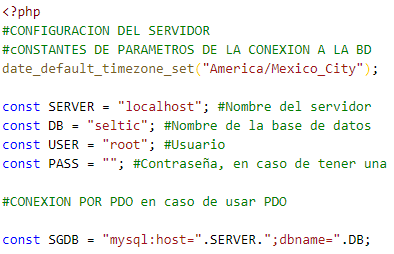 <?php
#CONFIGURACION DEL SERVIDOR
#cONSTANTES DE PARAMETROS DE LA CONEXION A LA BD
date_default_timezone_set("America/Mexico_City");
const SERVER = "localhost"; #Nombre del servidor
const DB = "seltic"; #Nombre de la base de datos
const USER = "root"; #Usuario
const PASS = ""; #Contraseña, en caso de tener una
#CONEXION POR PDO en caso de usar PDO
const SGDB = "mysql:host=".SERVER.";dbname=".DB;